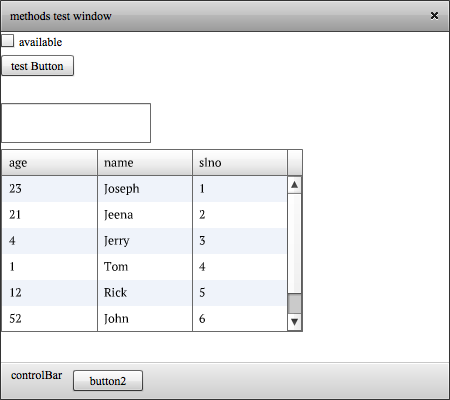 methods test window
available
test Button
age name slno
23 Joseph 1
21 Jeena 2
4 Jerry 3
1 Tom 4
12 Rick 5
52 John 6
controlBar button2